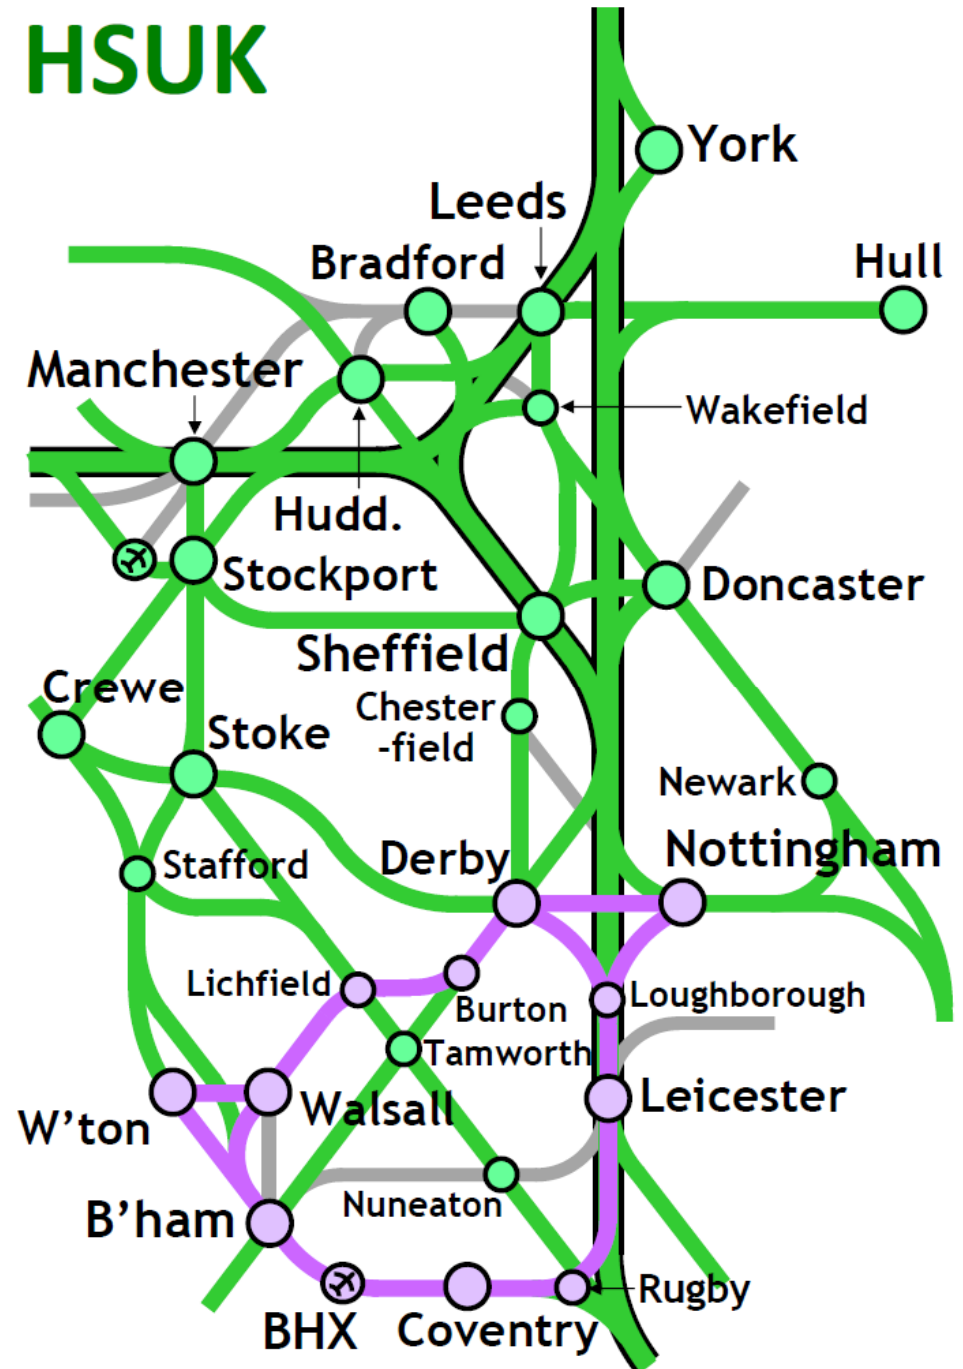 HSUK
York
Leeds
Bradford
Hull
Manchester
Wakefield
Hudd.
Stockport
Doncaster
Sheffield
Crewe
Chester
-field
Stoke
Newark
Nottingham
Stafford
Derby
Lichfield
Burton
Loughborough
Tamworth
W'ton
Walsall
Leicester
Nuneaton
B'ham
Rugby
BHX
Coventry